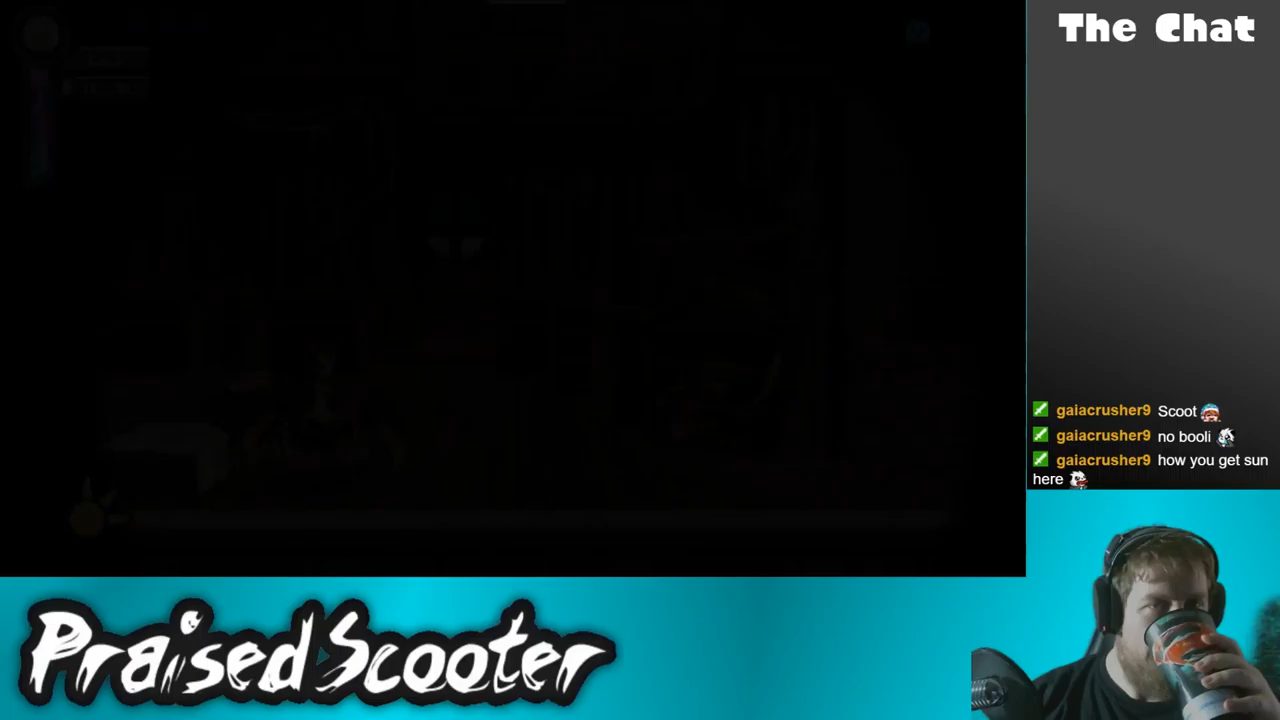 The Chat
gaiacrusher9 Scoot
gaiacrusher9 no booli
gaiacrusher9 how you get sun
here
PraisedScooter